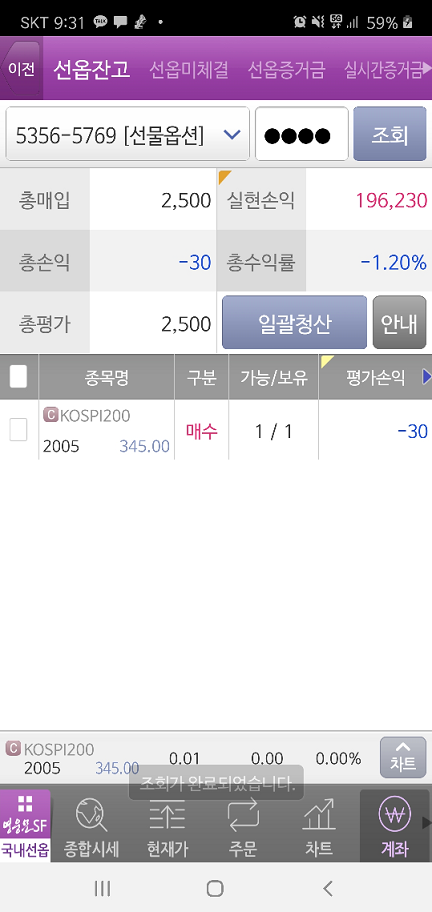 SKT 9:31 59%
이전 선옵잔고 선옵미체결 선옵증거금 실시간증거금
5356-5769 [선물옵션] ●●●● 조회
총매입 2,500 실현손익 196,230
총손익 -30 총수익률 -1.20%
총평가 2,500 일괄청산 안내
종목명 구분 가능/보유 평가손익
C KOSPI200
2005 345.00 매수 1 / 1 -30
C KOSPI200
2005 345.00 0.01 0.00 0.00% 차트
조회가 완료되었습니다.
영웅문SF
국내선옵 종합시세 현재가 주문 차트 계좌